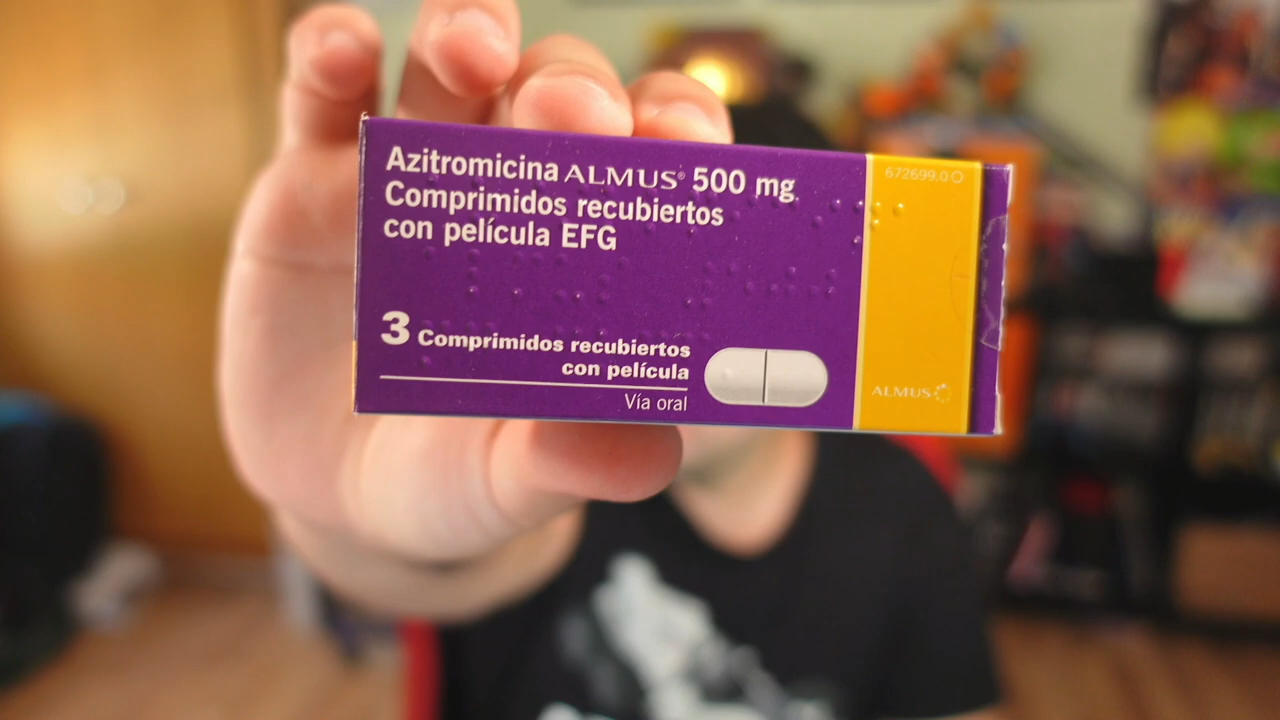 Azitromicina ALMUS® 500 mg
Comprimidos recubiertos
con película EFG
3 Comprimidos recubiertos
con película
Vía oral
672699.0
ALMUS